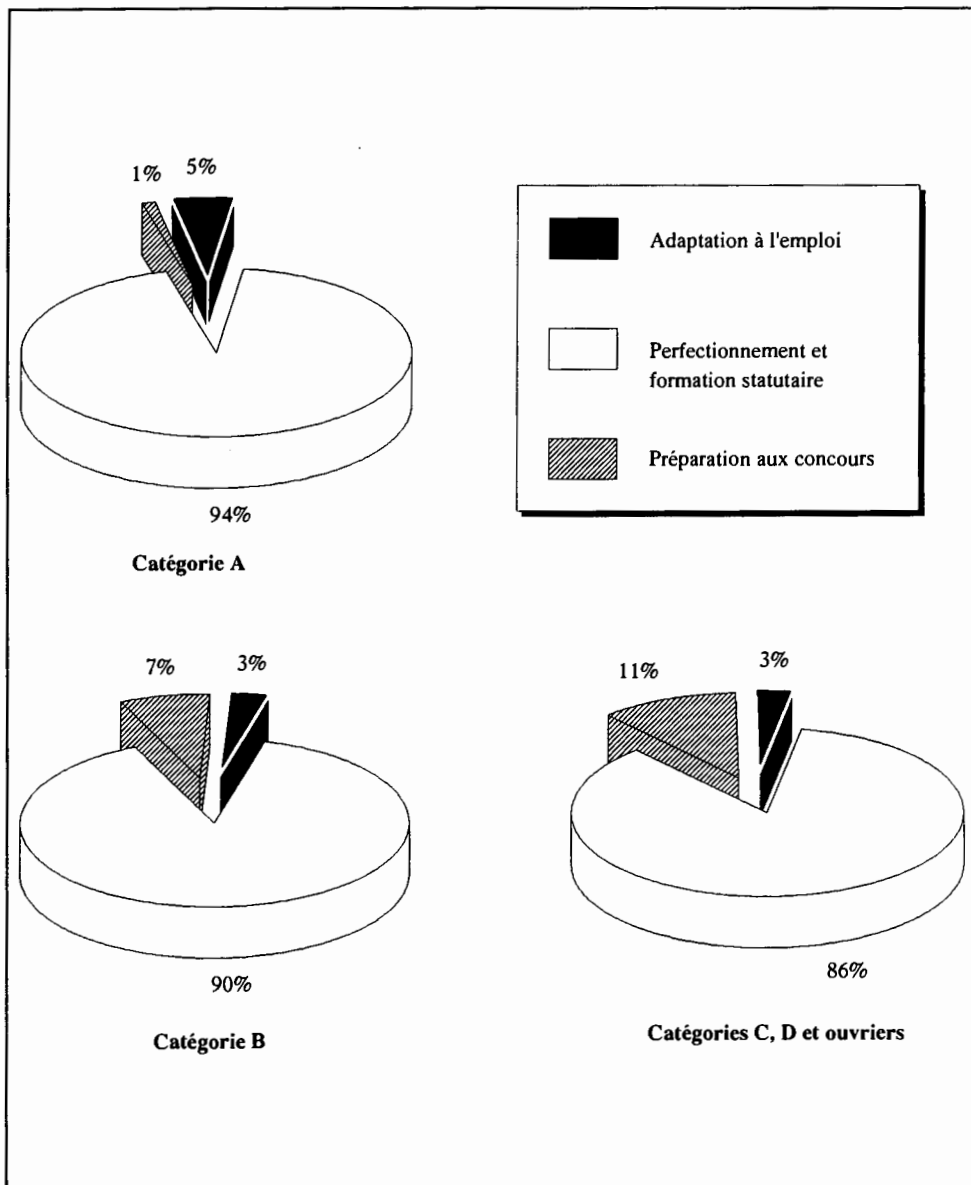 1% 5%
94%
Catégorie A
Adaptation à l'emploi
Perfectionnement et
formation statutaire
Préparation aux concours
7% 3%
90%
Catégorie B
11% 3%
86%
Catégories C, D et ouvriers